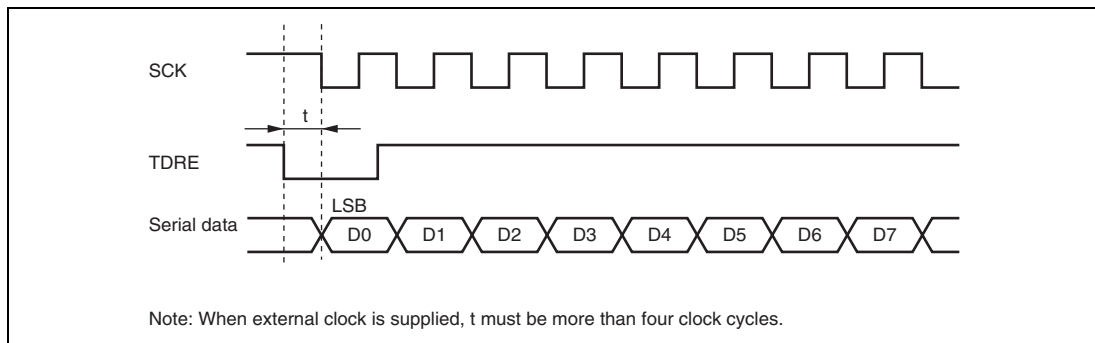 SCK
t
TDRE
LSB
Serial data
D0 D1 D2 D3 D4 D5 D6 D7
Note: When external clock is supplied, t must be more than four clock cycles.